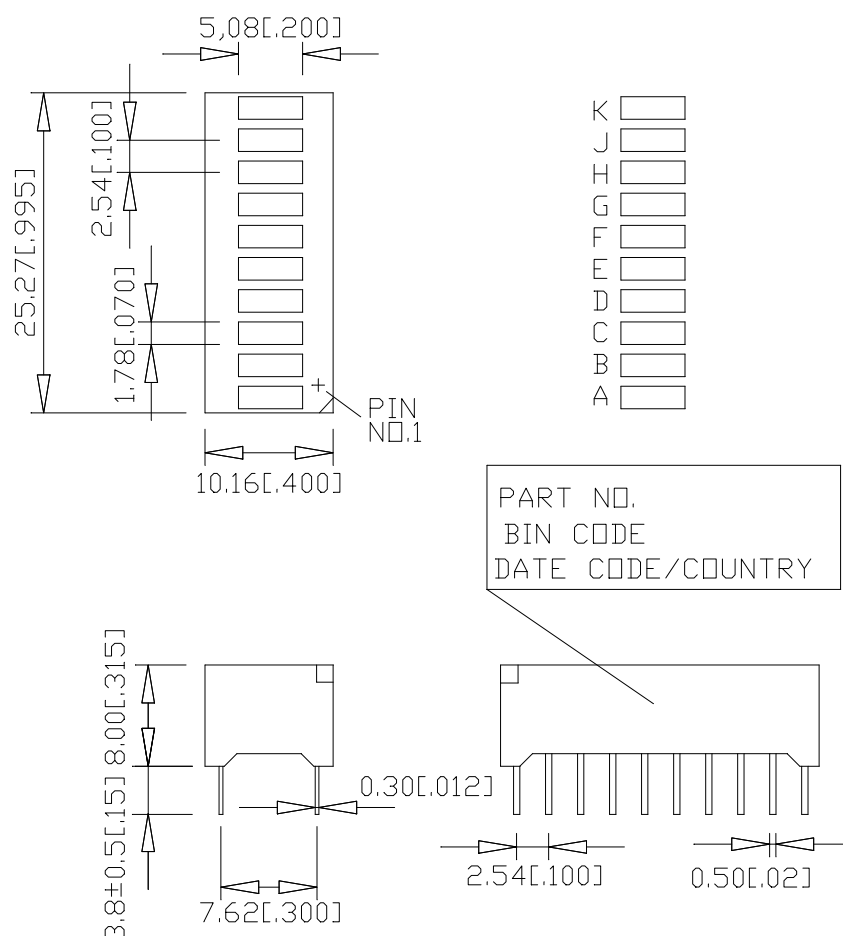 5,08[.200]
25.27[.995]
2.54[.100]
1.78[.070]
PIN
NO.1
10.16[.400]
K
J
H
G
F
E
D
C
B
A
PART NO.
BIN CODE
DATE CODE/COUNTRY
8.00[.315]
3.8±0.5[.15]
0.30[.012]
7.62[.300]
2.54[.100]
0.50[.02]